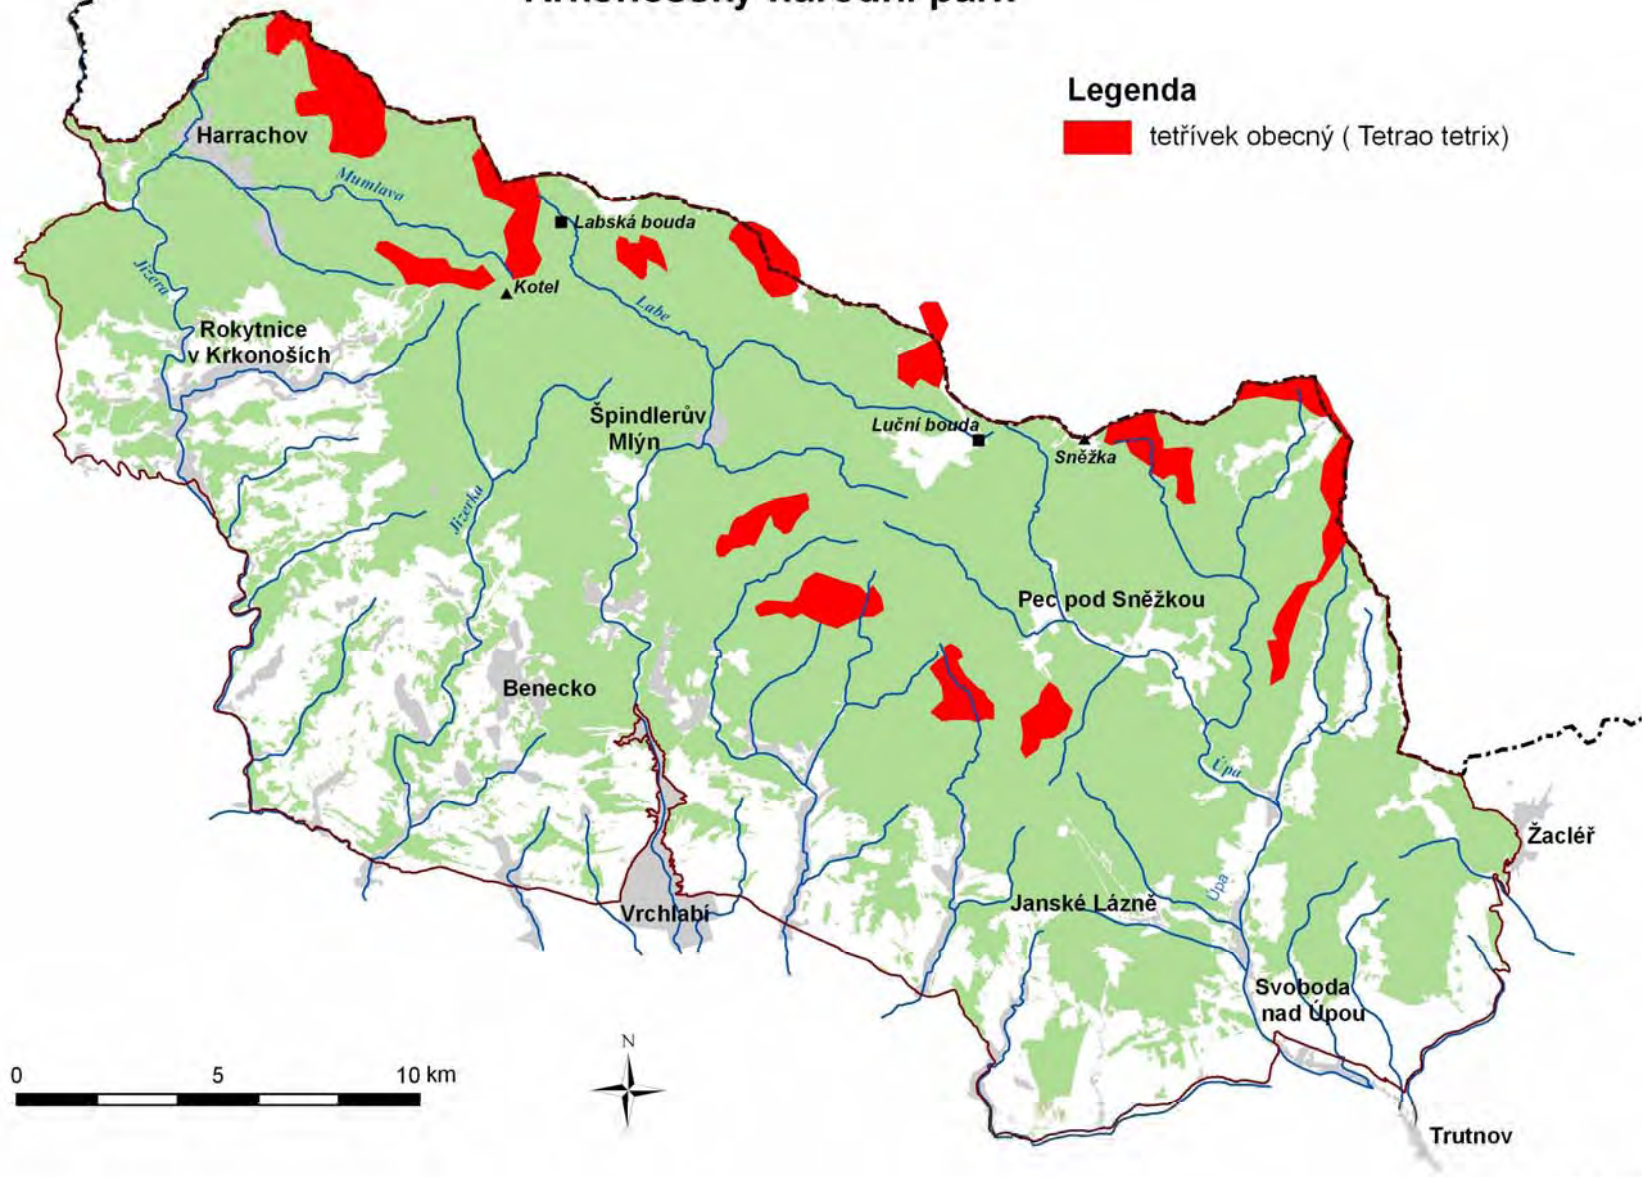 Legenda
tetřívek obecný ( Tetrao tetrix)
Harrachov
Mumlava
Labská bouda
Jizera
Kotel
Labe
Rokytnice
v Krkonoších
Špindlerův
Mlýn
Luční bouda
Sněžka
Jizerka
Pec pod Sněžkou
Benecko
Úpa
Žacléř
Úpa
Janské Lázně
Vrchlabí
Svoboda
nad Úpou
N
0 5 10 km
Trutnov